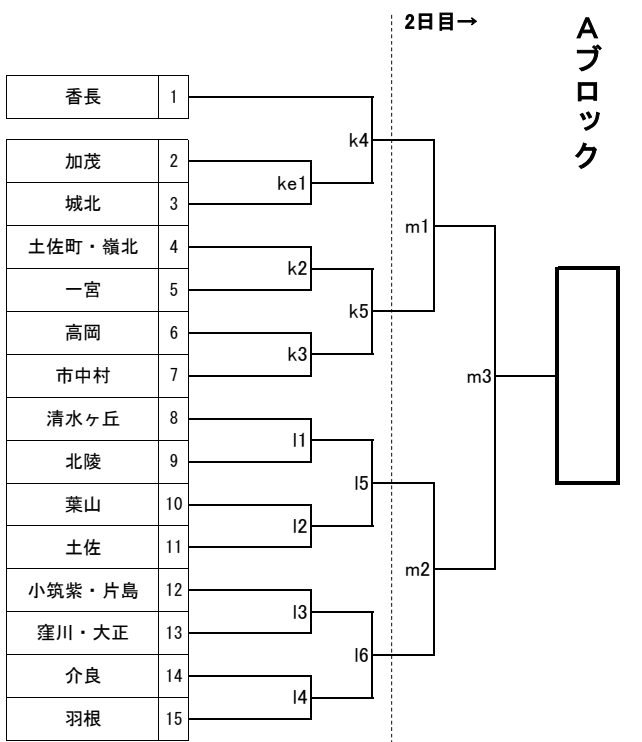 2日目→
Aブロック
香長 1
加茂 2
城北 3
土佐町・嶺北 4
一宮 5
高岡 6
市中村 7
清水ヶ丘 8
北陵 9
葉山 10
土佐 11
小筑紫・片島 12
窪川・大正 13
介良 14
羽根 15
k4
ke1
m1
k2
k5
k3
m3
l1
l5
l2
m2
l3
l6
l4